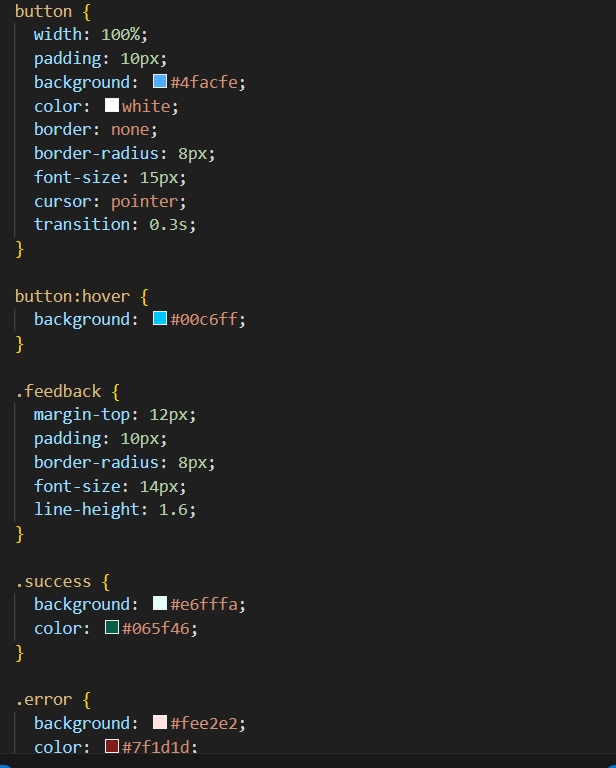 button {
width: 100%;
padding: 10px;
background: #4facfe;
color: white;
border: none;
border-radius: 8px;
font-size: 15px;
cursor: pointer;
transition: 0.3s;
}
button:hover {
background: #00c6ff;
}
.feedback {
margin-top: 12px;
padding: 10px;
border-radius: 8px;
font-size: 14px;
line-height: 1.6;
}
.success {
background: #e6fffa;
color: #065f46;
}
.error {
background: #fee2e2;
color: #7f1d1d;